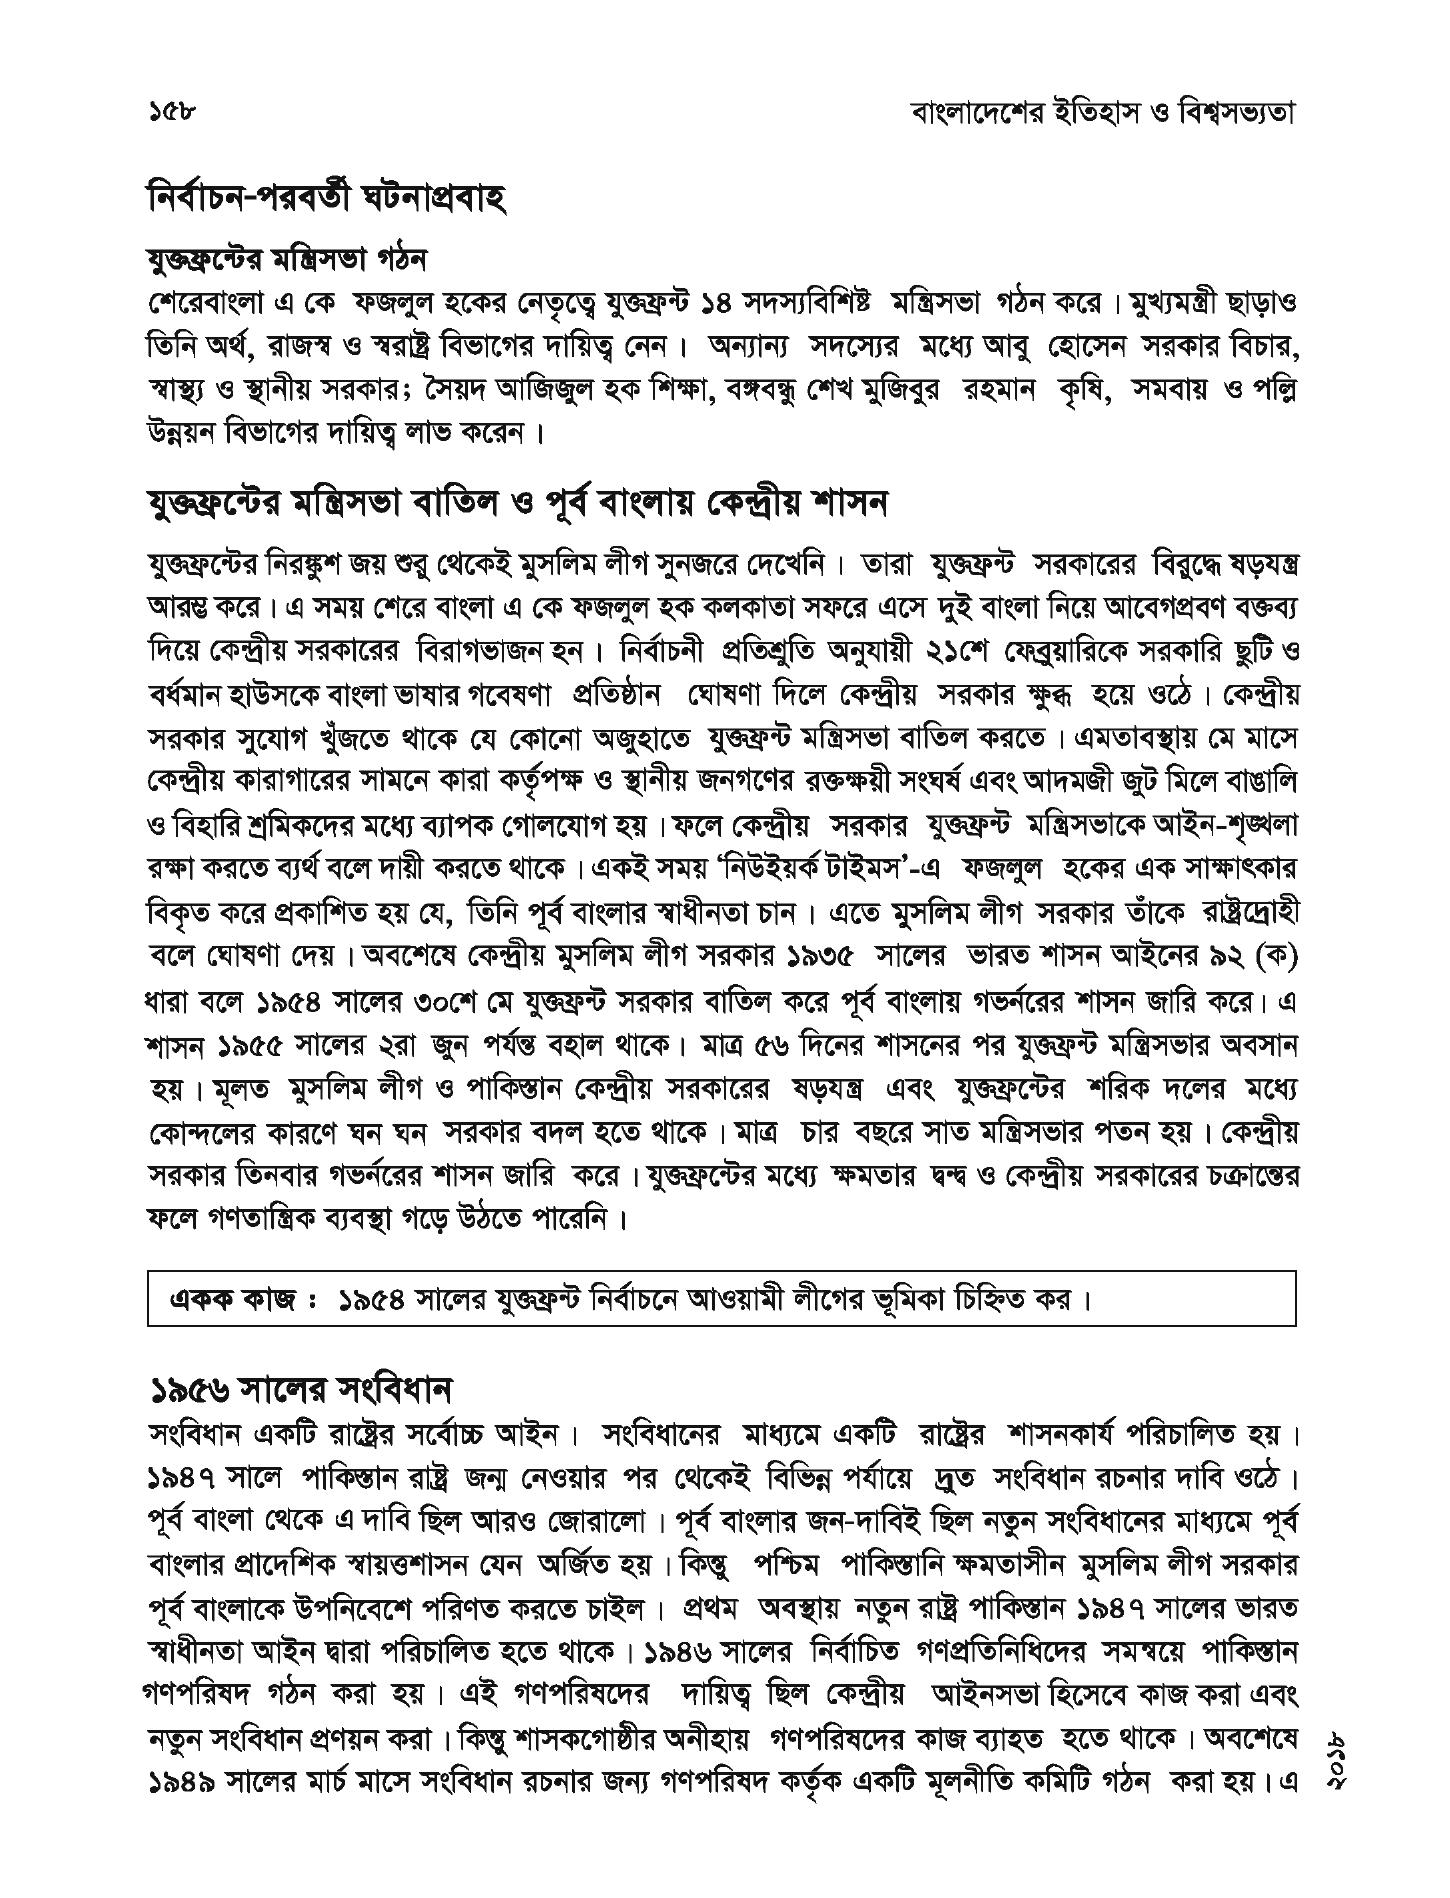 ১৫৮
বাংলাদেশের ইতিহাস ও বিশ্বসভ্যতা
নির্বাচন-পরবর্তী ঘটনাপ্রবাহ
যুক্তফ্রন্টের মন্ত্রিসভা গঠন
শেরেবাংলা এ কে ফজলুল হকের নেতৃত্বে যুক্তফ্রন্ট ১৪ সদস্যবিশিষ্ট মন্ত্রিসভা গঠন করে। মুখ্যমন্ত্রী ছাড়াও
তিনি অর্থ, রাজস্ব ও স্বরাষ্ট্র বিভাগের দায়িত্ব নেন। অন্যান্য সদস্যের মধ্যে আবু হোসেন সরকার বিচার,
স্বাস্থ্য ও স্থানীয় সরকার; সৈয়দ আজিজুল হক শিক্ষা, বঙ্গবন্ধু শেখ মুজিবুর রহমান কৃষি, সমবায় ও পল্লি
উন্নয়ন বিভাগের দায়িত্ব লাভ করেন।
যুক্তফ্রন্টের মন্ত্রিসভা বাতিল ও পূর্ব বাংলায় কেন্দ্রীয় শাসন
যুক্তফ্রন্টের নিরঙ্কুশ জয় শুরু থেকেই মুসলিম লীগ সুনজরে দেখেনি। তারা যুক্তফ্রন্ট সরকারের বিরুদ্ধে ষড়যন্ত্র
আরম্ভ করে। এ সময় শেরে বাংলা এ কে ফজলুল হক কলকাতা সফরে এসে দুই বাংলা নিয়ে আবেগপ্রবণ বক্তব্য
দিয়ে কেন্দ্রীয় সরকারের বিরাগভাজন হন। নির্বাচনী প্রতিশ্রুতি অনুযায়ী ২১শে ফেব্রুয়ারিকে সরকারি ছুটি ও
বর্ধমান হাউসকে বাংলা ভাষার গবেষণা প্রতিষ্ঠান ঘোষণা দিলে কেন্দ্রীয় সরকার ক্ষুব্ধ হয়ে ওঠে। কেন্দ্রীয়
সরকার সুযোগ খুঁজতে থাকে যে কোনো অজুহাতে যুক্তফ্রন্ট মন্ত্রিসভা বাতিল করতে। এমতাবস্থায় মে মাসে
কেন্দ্রীয় কারাগারের সামনে কারা কর্তৃপক্ষ ও স্থানীয় জনগণের রক্তক্ষয়ী সংঘর্ষ এবং আদমজী জুট মিলে বাঙালি
ও বিহারি শ্রমিকদের মধ্যে ব্যাপক গোলযোগ হয়। ফলে কেন্দ্রীয় সরকার যুক্তফ্রন্ট মন্ত্রিসভাকে আইন-শৃঙ্খলা
রক্ষা করতে ব্যর্থ বলে দায়ী করতে থাকে। একই সময় ‘নিউইয়র্ক টাইমস’-এ ফজলুল হকের এক সাক্ষাৎকার
বিকৃত করে প্রকাশিত হয় যে, তিনি পূর্ব বাংলার স্বাধীনতা চান। এতে মুসলিম লীগ সরকার তাঁকে রাষ্ট্রদ্রোহী
বলে ঘোষণা দেয়। অবশেষে কেন্দ্রীয় মুসলিম লীগ সরকার ১৯৩৫ সালের ভারত শাসন আইনের ৯২ (ক)
ধারা বলে ১৯৫৪ সালের ৩০শে মে যুক্তফ্রন্ট সরকার বাতিল করে পূর্ব বাংলায় গভর্নরের শাসন জারি করে। এ
শাসন ১৯৫৫ সালের ২রা জুন পর্যন্ত বহাল থাকে। মাত্র ৫৬ দিনের শাসনের পর যুক্তফ্রন্ট মন্ত্রিসভার অবসান
হয়। মূলত মুসলিম লীগ ও পাকিস্তান কেন্দ্রীয় সরকারের ষড়যন্ত্র এবং যুক্তফ্রন্টের শরিক দলের মধ্যে
কোন্দলের কারণে ঘন ঘন সরকার বদল হতে থাকে। মাত্র চার বছরে সাত মন্ত্রিসভার পতন হয়। কেন্দ্রীয়
সরকার তিনবার গভর্নরের শাসন জারি করে। যুক্তফ্রন্টের মধ্যে ক্ষমতার দ্বন্দ্ব ও কেন্দ্রীয় সরকারের চক্রান্তের
ফলে গণতান্ত্রিক ব্যবস্থা গড়ে উঠতে পারেনি।
একক কাজ : ১৯৫৪ সালের যুক্তফ্রন্ট নির্বাচনে আওয়ামী লীগের ভূমিকা চিহ্নিত কর।
১৯৫৬ সালের সংবিধান
সংবিধান একটি রাষ্ট্রের সর্বোচ্চ আইন। সংবিধানের মাধ্যমে একটি রাষ্ট্রের শাসনকার্য পরিচালিত হয়।
১৯৪৭ সালে পাকিস্তান রাষ্ট্র জন্ম নেওয়ার পর থেকেই বিভিন্ন পর্যায়ে দ্রুত সংবিধান রচনার দাবি ওঠে।
পূর্ব বাংলা থেকে এ দাবি ছিল আরও জোরালো। পূর্ব বাংলার জন-দাবিই ছিল নতুন সংবিধানের মাধ্যমে পূর্ব
বাংলার প্রাদেশিক স্বায়ত্তশাসন যেন অর্জিত হয়। কিন্তু পশ্চিম পাকিস্তানি ক্ষমতাসীন মুসলিম লীগ সরকার
পূর্ব বাংলাকে উপনিবেশে পরিণত করতে চাইল। প্রথম অবস্থায় নতুন রাষ্ট্র পাকিস্তান ১৯৪৭ সালের ভারত
স্বাধীনতা আইন দ্বারা পরিচালিত হতে থাকে। ১৯৪৬ সালের নির্বাচিত গণপ্রতিনিধিদের সমন্বয়ে পাকিস্তান
গণপরিষদ গঠন করা হয়। এই গণপরিষদের দায়িত্ব ছিল কেন্দ্রীয় আইনসভা হিসেবে কাজ করা এবং
নতুন সংবিধান প্রণয়ন করা। কিন্তু শাসকগোষ্ঠীর অনীহায় গণপরিষদের কাজ ব্যাহত হতে থাকে। অবশেষে
১৯৪৯ সালের মার্চ মাসে সংবিধান রচনার জন্য গণপরিষদ কর্তৃক একটি মূলনীতি কমিটি গঠন করা হয়। এ
২০১৮